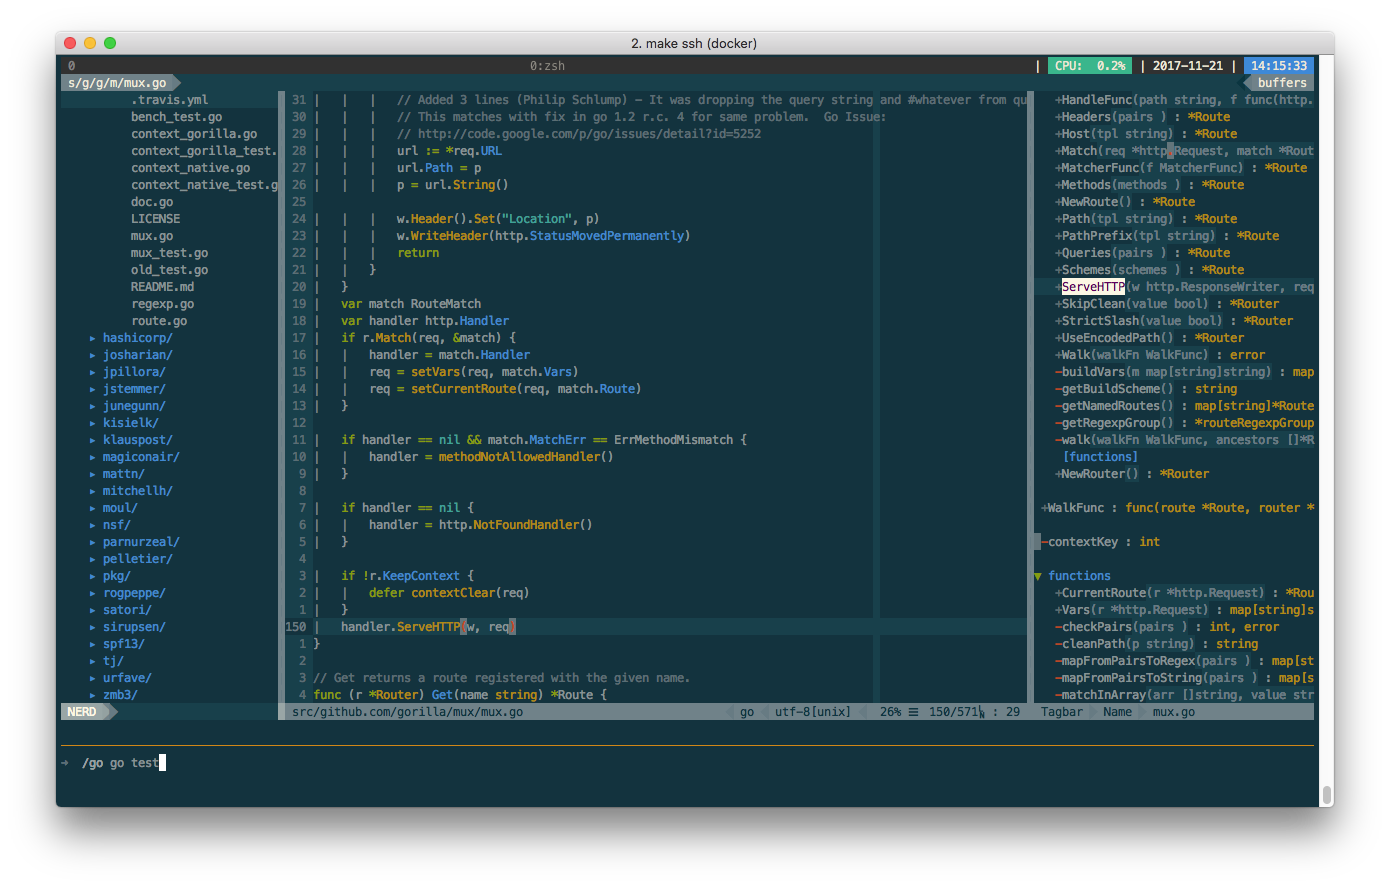 2. make ssh (docker)
0 0:zsh | CPU: 0.2% | 2017-11-21 | 14:15:33
s/g/g/m/mux.go buffers
.travis.yml
bench_test.go
context_gorilla.go
context_gorilla_test.
context_native.go
context_native_test.g
doc.go
LICENSE
mux.go
mux_test.go
old_test.go
README.md
regexp.go
route.go
▸ hashicorp/
▸ josharian/
▸ jpillora/
▸ jstemmer/
▸ junegunn/
▸ kisielk/
▸ klauspost/
▸ magiconair/
▸ mattn/
▸ mitchellh/
▸ moul/
▸ nsf/
▸ parnurzeal/
▸ pelletier/
▸ pkg/
▸ rogpeppe/
▸ satori/
▸ sirupsen/
▸ spf13/
▸ tj/
▸ urfave/
▸ zmb3/
31 | | | // Added 3 lines (Philip Schlump) - It was dropping the query string and #whatever from qu
30 | | | // This matches with fix in go 1.2 r.c. 4 for same problem.  Go Issue:
29 | | | // http://code.google.com/p/go/issues/detail?id=5252
28 | | | url := *req.URL
27 | | | url.Path = p
26 | | | p = url.String()
25
24 | | | w.Header().Set("Location", p)
23 | | | w.WriteHeader(http.StatusMovedPermanently)
22 | | | return
21 | | }
20 | }
19 | var match RouteMatch
18 | var handler http.Handler
17 | if r.Match(req, &match) {
16 | | handler = match.Handler
15 | | req = setVars(req, match.Vars)
14 | | req = setCurrentRoute(req, match.Route)
13 | }
12
11 | if handler == nil && match.MatchErr == ErrMethodMismatch {
10 | | handler = methodNotAllowedHandler()
9 | }
8
7 | if handler == nil {
6 | | handler = http.NotFoundHandler()
5 | }
4
3 | if !r.KeepContext {
2 | | defer contextClear(req)
1 | }
150 | handler.ServeHTTP(w, req)
1 }
2
3 // Get returns a route registered with the given name.
4 func (r *Router) Get(name string) *Route {
+HandleFunc(path string, f func(http.
+Headers(pairs ) : *Route
+Host(tpl string) : *Route
+Match(req *http.Request, match *Rout
+MatcherFunc(f MatcherFunc) : *Route
+Methods(methods ) : *Route
+NewRoute() : *Route
+Path(tpl string) : *Route
+PathPrefix(tpl string) : *Route
+Queries(pairs ) : *Route
+Schemes(schemes ) : *Route
+ServeHTTP(w http.ResponseWriter, req
+SkipClean(value bool) : *Router
+StrictSlash(value bool) : *Router
+UseEncodedPath() : *Router
+Walk(walkFn WalkFunc) : error
-buildVars(m map[string]string) : map
-getBuildScheme() : string
-getNamedRoutes() : map[string]*Route
-getRegexpGroup() : *routeRegexpGroup
-walk(walkFn WalkFunc, ancestors []*R
[functions]
+NewRouter() : *Router
+WalkFunc : func(route *Route, router *
-contextKey : int
▼ functions
+CurrentRoute(r *http.Request) : *Rou
+Vars(r *http.Request) : map[string]s
-checkPairs(pairs ) : int, error
-cleanPath(p string) : string
-mapFromPairsToRegex(pairs ) : map[st
-mapFromPairsToString(pairs ) : map[s
-matchInArray(arr []string, value str
NERD src/github.com/gorilla/mux/mux.go go utf-8[unix] 26% ☰ 150/571 : 29 Tagbar Name mux.go
→ /go go test